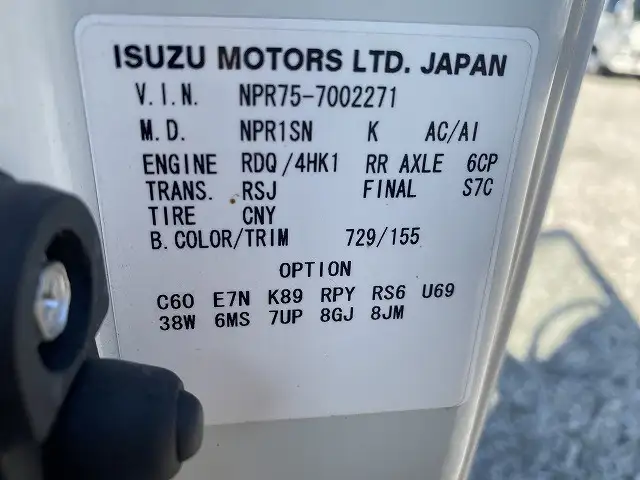 ISUZU MOTORS LTD. JAPAN
V.I.N. NPR75-7002271
M.D. NPR1SN K AC/AI
ENGINE RDQ/4HK1 RR AXLE 6CP
TRANS. RSJ FINAL S7C
TIRE CNY
B.COLOR/TRIM 729/155
OPTION
C60 E7N K89 RPY RS6 U69
38W 6MS 7UP 8GJ 8JM